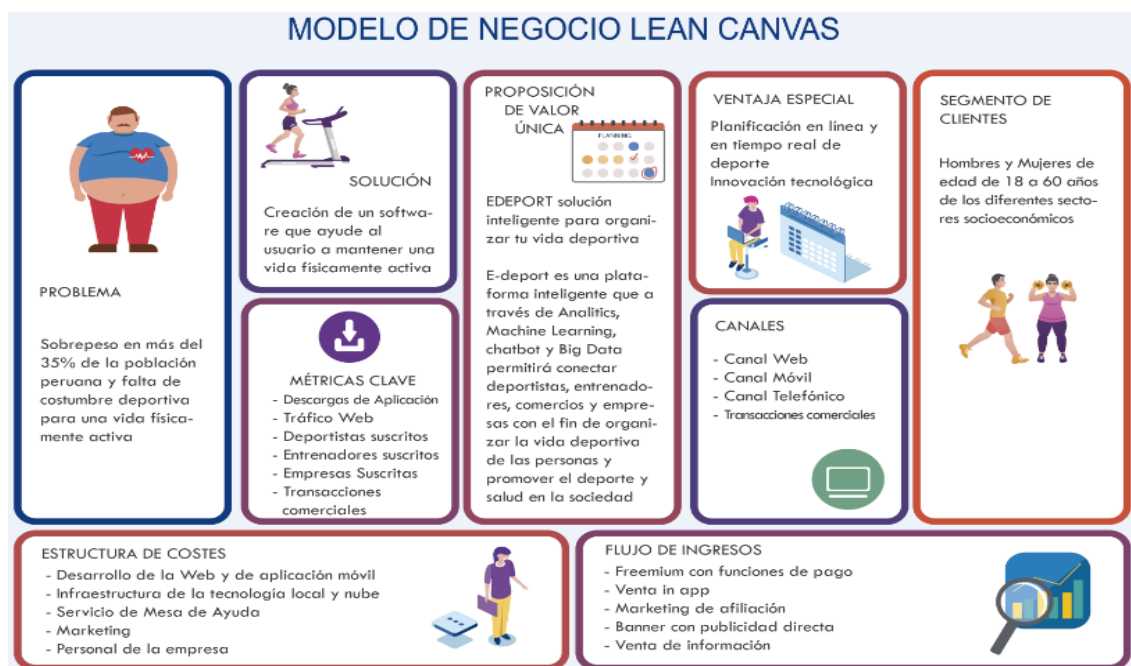 MODELO DE NEGOCIO LEAN CANVAS
PROBLEMA
Sobrepeso en más del
35% de la población
peruana y falta de
costumbre deportiva
para una vida física-
mente activa
SOLUCIÓN
Creación de un softwa-
re que ayude al
usuario a mantener una
vida físicamente activa
MÉTRICAS CLAVE
- Descargas de Aplicación
- Tráfico Web
- Deportistas suscritos
- Entrenadores suscritos
- Empresas Suscritas
- Transacciones
comerciales
PROPOSICIÓN
DE VALOR
ÚNICA
PLANNING
EDEPORT solución
inteligente para organi-
zar tu vida deportiva
E-deport es una plata-
forma inteligente que a
través de Analitics,
Machine Learning,
chatbot y Big Data
permitirá conectar
deportistas, entrenado-
res, comercios y empre-
sas con el fin de organi-
zar la vida deportiva
de las personas y
promover el deporte y
salud en la sociedad
VENTAJA ESPECIAL
Planificación en línea y
en tiempo real de
deporte
Innovación tecnológica
CANALES
- Canal Web
- Canal Móvil
- Canal Telefónico
- Transacciones comerciales
SEGMENTO DE
CLIENTES
Hombres y Mujeres de
edad de 18 a 60 años
de los diferentes secto-
res socioeconómicos
ESTRUCTURA DE COSTES
- Desarrollo de la Web y de aplicación móvil
- Infraestructura de la tecnología local y nube
- Servicio de Mesa de Ayuda
- Marketing
- Personal de la empresa
FLUJO DE INGRESOS
- Freemium con funciones de pago
- Venta in app
- Marketing de afiliación
- Banner con publicidad directa
- Venta de información